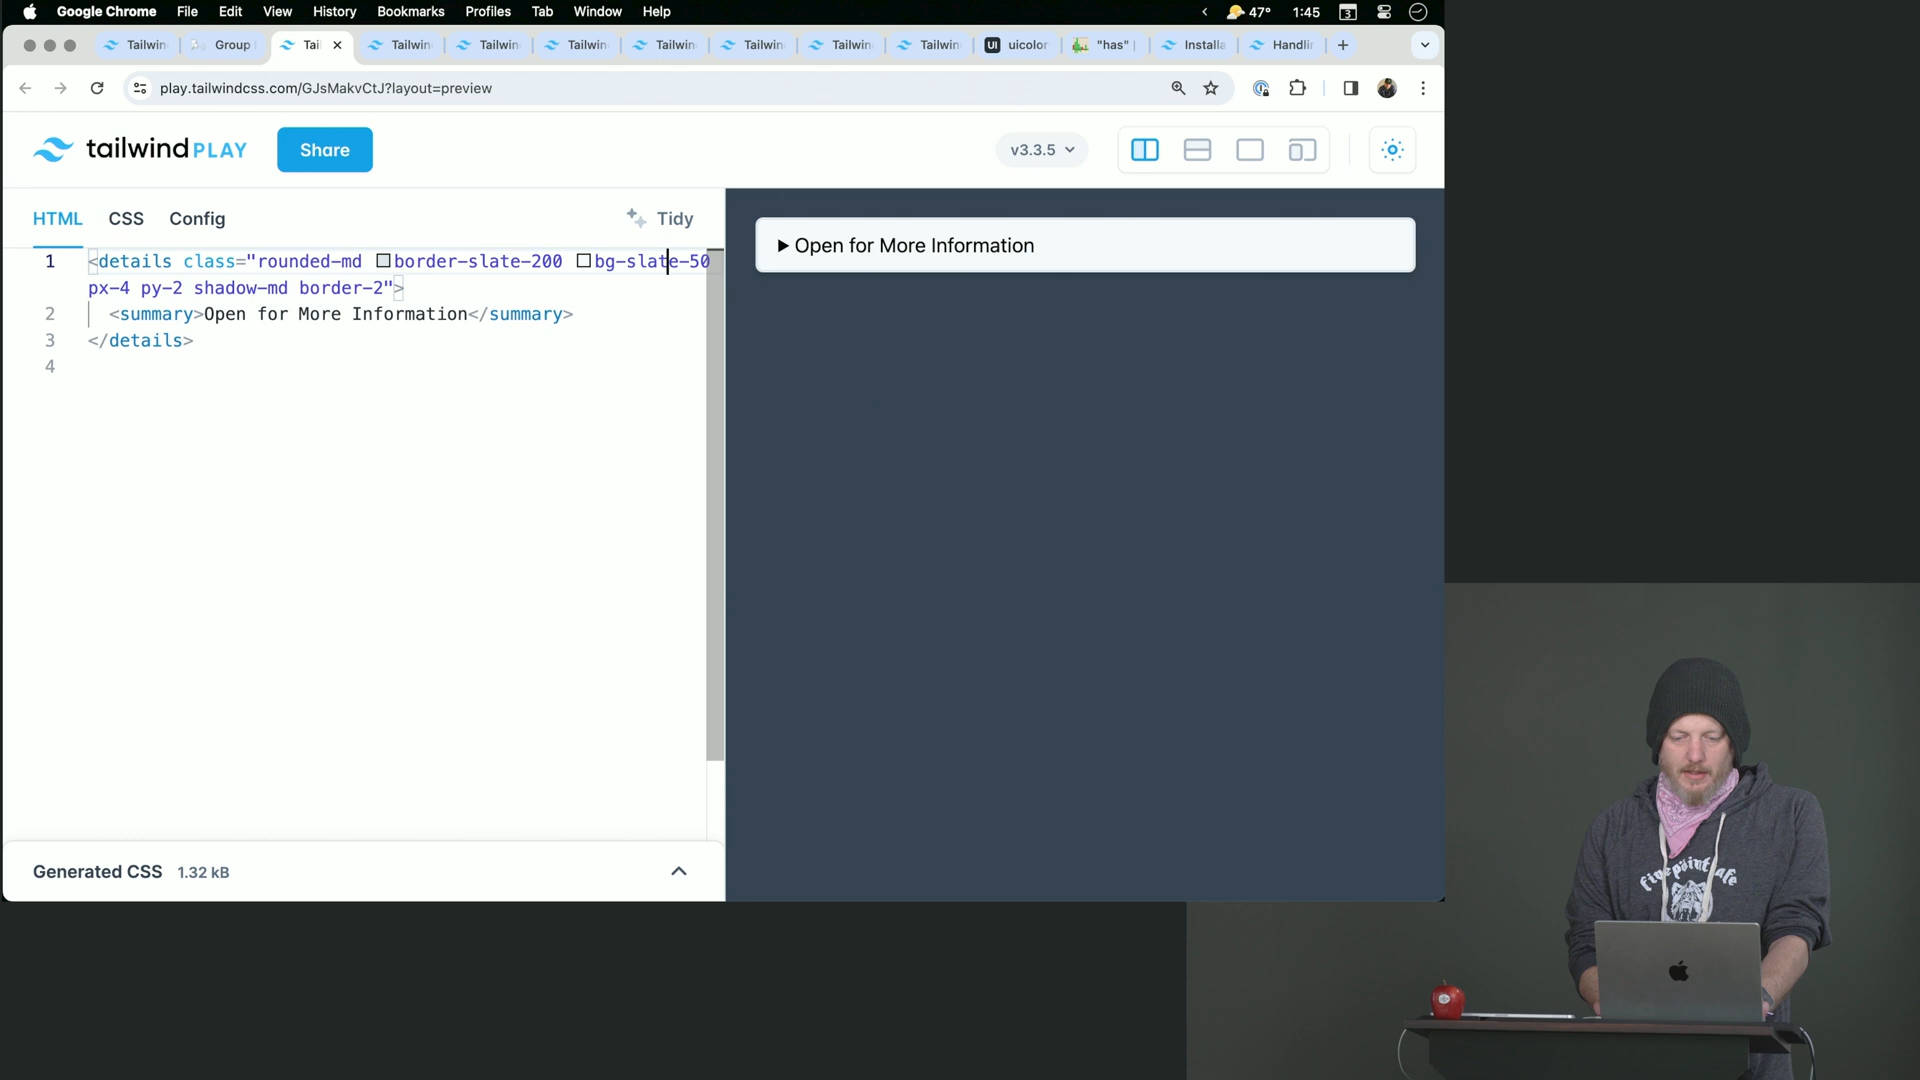 Google Chrome File Edit View History Bookmarks Profiles Tab Window Help 47° 1:45 3
Tailwin Group Tai Tailwin Tailwin Tailwin Tailwin Tailwin Tailwin Tailwin UI uicolor "has" | Installa Handlin
play.tailwindcss.com/GJsMakvCtJ?layout=preview
tailwind PLAY Share v3.3.5
HTML CSS Config Tidy
1 <details class="rounded-md border-slate-200 bg-slate-50
px-4 py-2 shadow-md border-2">
2 <summary>Open for More Information</summary>
3 </details>
4
▶ Open for More Information
Generated CSS 1.32 kB